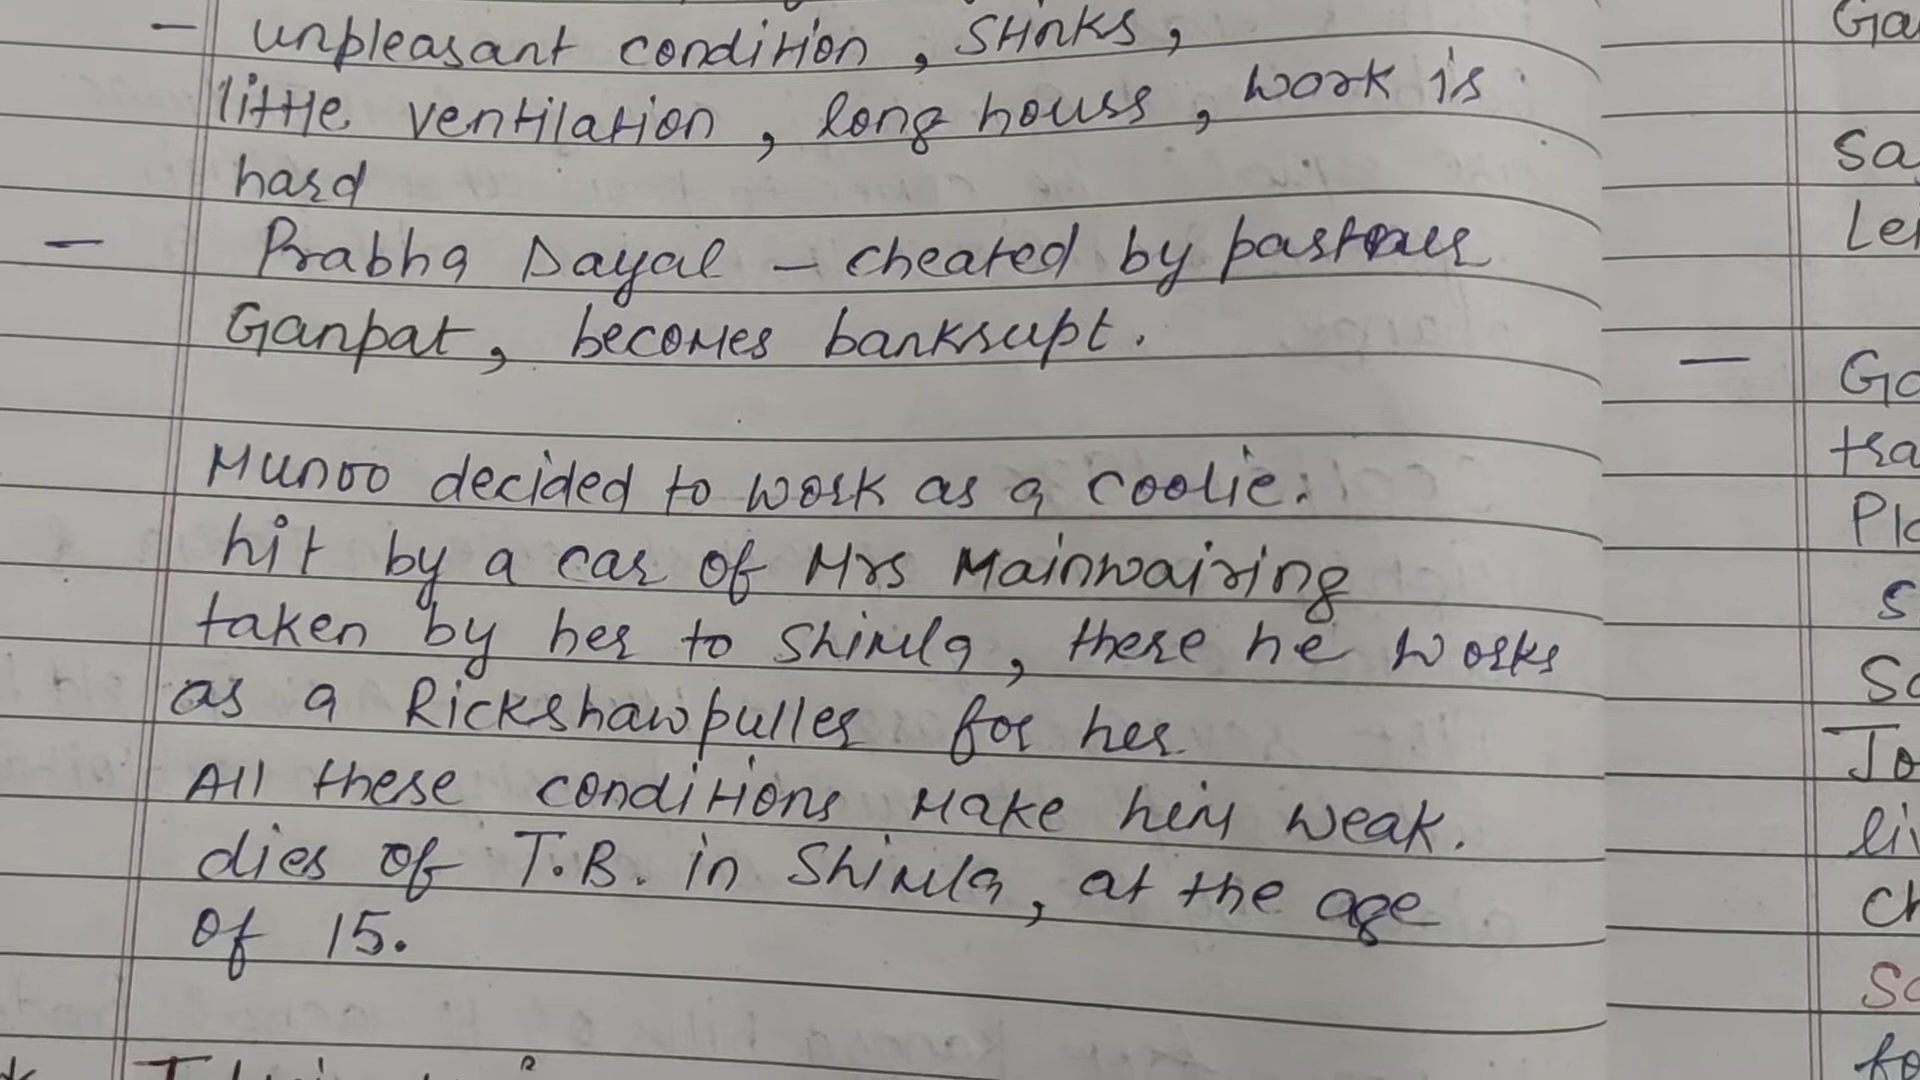 - unpleasant condition, stinks,
little ventilation, long hours, work is
hard
- Prabha Dayal - cheated by partner
Ganpat, becomes bankrupt.
Munoo decided to work as a coolie.
hit by a car of Mrs Mainwairing
taken by her to Shimla, there he works
as a Rickshawpuller for her
All these conditions make him weak.
dies of T.B. in Shimla, at the age
of 15.